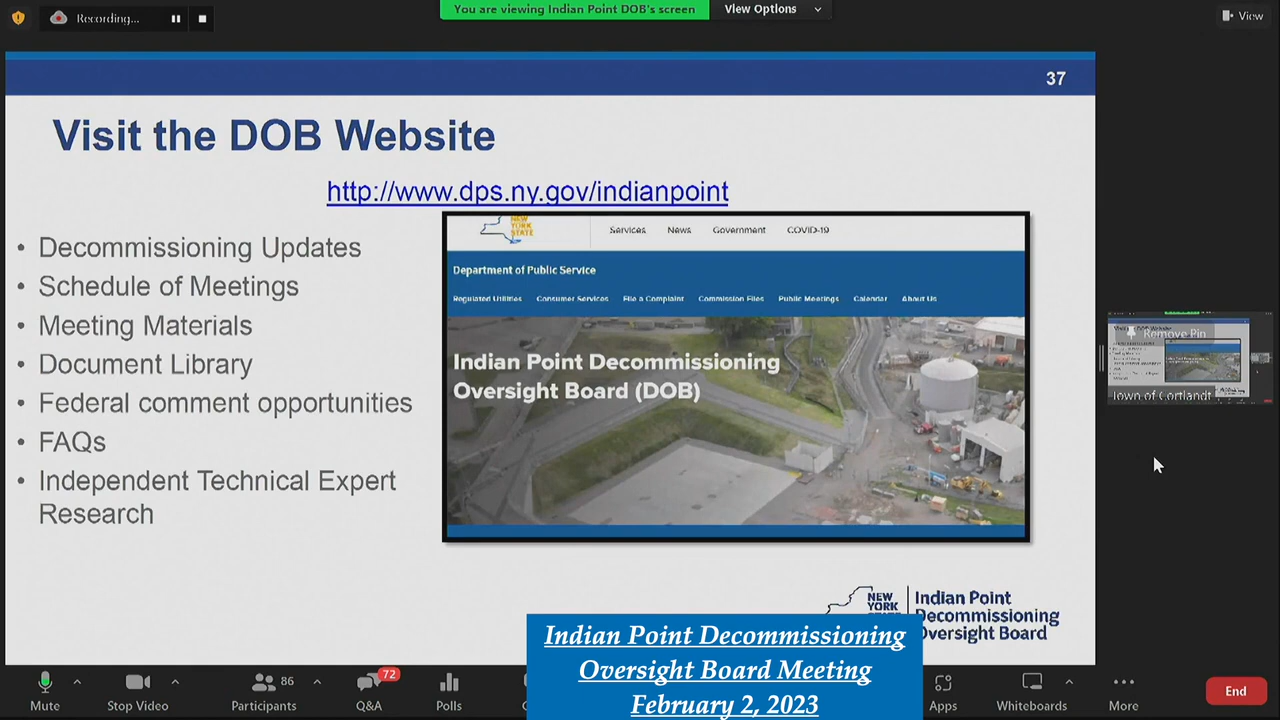 Recording...
You are viewing Indian Point DOB's screen
View Options
View
37
Visit the DOB Website
http://www.dps.ny.gov/indianpoint
• Decommissioning Updates
• Schedule of Meetings
• Meeting Materials
• Document Library
• Federal comment opportunities
• FAQs
• Independent Technical Expert
Research
NEW
YORK
STATE
Services News Government COVID-19
Department of Public Service
Regulated Utilities Consumer Services File a Complaint Commission Files Public Meetings Calendar About Us
Indian Point Decommissioning
Oversight Board (DOB)
Remove Pin
Town of Cortlandt
NEW
YORK
Indian Point
Decommissioning
Oversight Board
Indian Point Decommissioning
Oversight Board Meeting
February 2, 2023
Mute
Stop Video
86
Participants
72
Q&A
Polls
Apps
Whiteboards
More
End